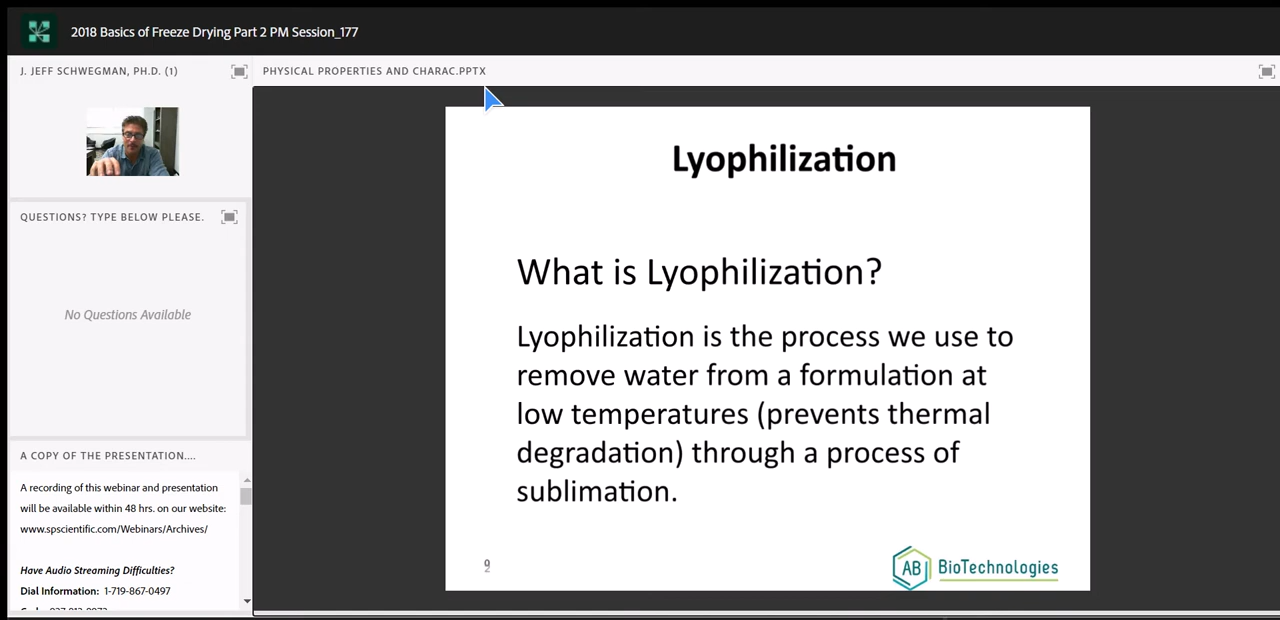 2018 Basics of Freeze Drying Part 2 PM Session_177
J. JEFF SCHWEGMAN, PH.D. (1)
PHYSICAL PROPERTIES AND CHARAC.PPTX
QUESTIONS? TYPE BELOW PLEASE.
No Questions Available
A COPY OF THE PRESENTATION....
A recording of this webinar and presentation
will be available within 48 hrs. on our website:
www.spscientific.com/Webinars/Archives/
Have Audio Streaming Difficulties?
Dial Information: 1-719-867-0497
Lyophilization
What is Lyophilization?
Lyophilization is the process we use to
remove water from a formulation at
low temperatures (prevents thermal
degradation) through a process of
sublimation.
AB BioTechnologies